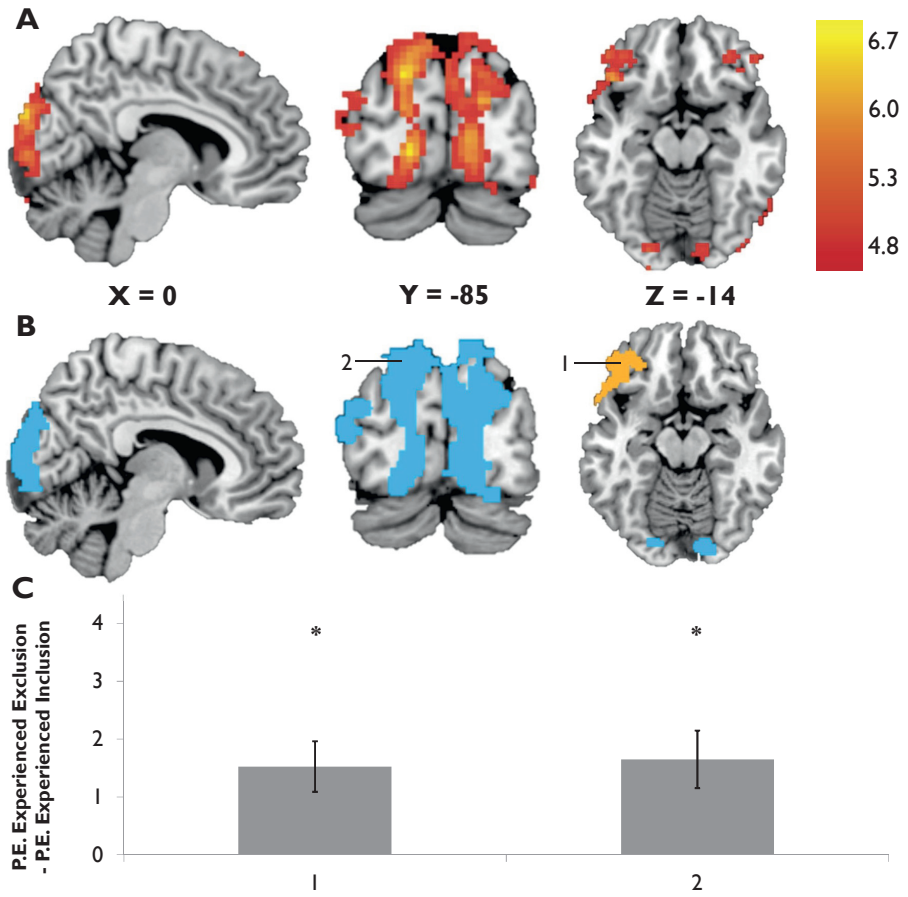 A
6.7
6.0
5.3
4.8
X = 0
Y = -85
Z = -14
B
2
1
C
P.E. Experienced Exclusion
- P.E. Experienced Inclusion
4
3
2
1
0
*
*
1
2